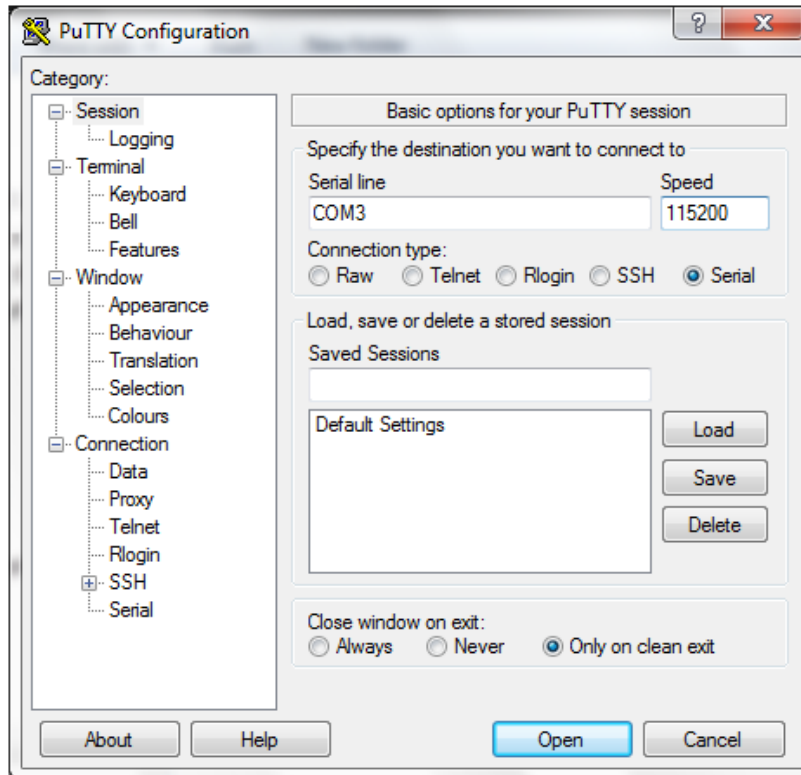 PuTTY Configuration
?
X
Category:
Session
Logging
Terminal
Keyboard
Bell
Features
Window
Appearance
Behaviour
Translation
Selection
Colours
Connection
Data
Proxy
Telnet
Rlogin
SSH
Serial
Basic options for your PuTTY session
Specify the destination you want to connect to
Serial line Speed
COM3 115200
Connection type:
Raw Telnet Rlogin SSH Serial
Load, save or delete a stored session
Saved Sessions
Default Settings
Load
Save
Delete
Close window on exit:
Always Never Only on clean exit
About Help Open Cancel